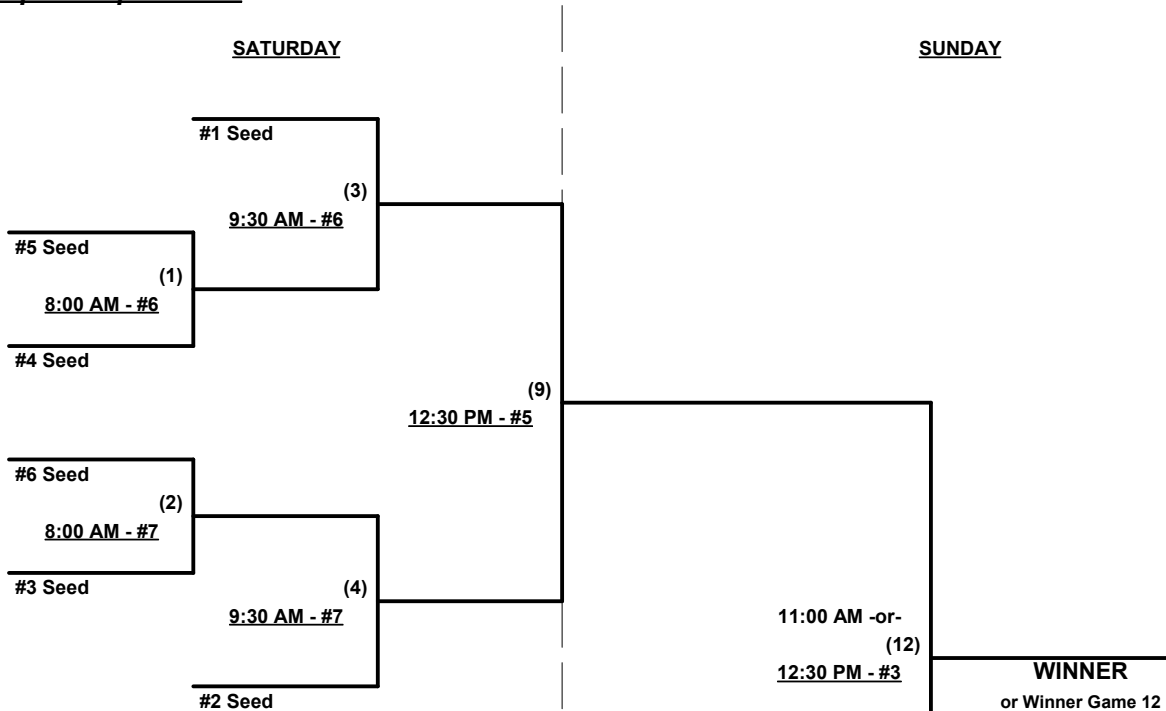 SATURDAY
SUNDAY
#1 Seed
(3)
9:30 AM - #6
#5 Seed
(1)
8:00 AM - #6
#4 Seed
(9)
12:30 PM - #5
#6 Seed
(2)
8:00 AM - #7
#3 Seed
(4)
9:30 AM - #7
11:00 AM -or-
(12)
12:30 PM - #3
WINNER
#2 Seed
or Winner Game 12